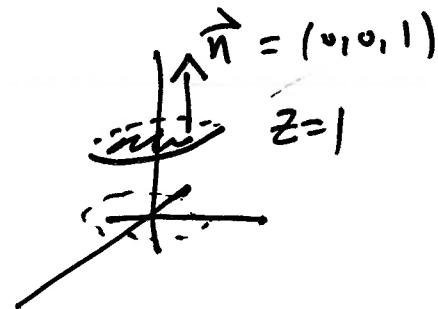 n⃗ = (0,0,1)
z=1